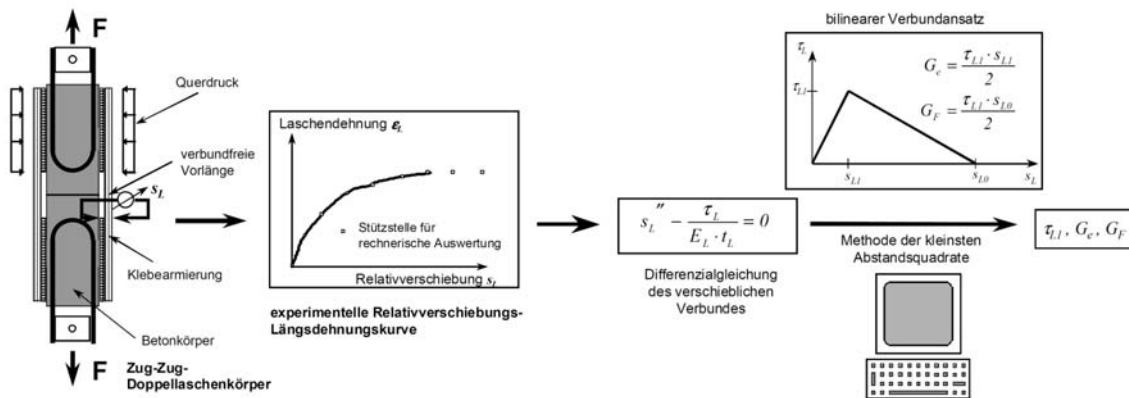 F
Querdruck
verbundfreie
Vorlänge
s_L
Klebearmierung
Betonkörper
F
Zug-Zug-
Doppellaschenkörper
Laschendehnung ε_L
Stützstelle für
rechnerische Auswertung
Relativverschiebung s_L
experimentelle Relativverschiebungs-
Längsdehnungskurve
s_L'' - τ_L / (E_L · t_L) = 0
Differenzialgleichung
des verschieblichen
Verbundes
bilinearer Verbundansatz
τ_L
τ_L1
G_e = τ_L1 · s_L1 / 2
G_F = τ_L1 · s_L0 / 2
s_L1
s_L0
s_L
Methode der kleinsten
Abstandsquadrate
τ_L1, G_e, G_F